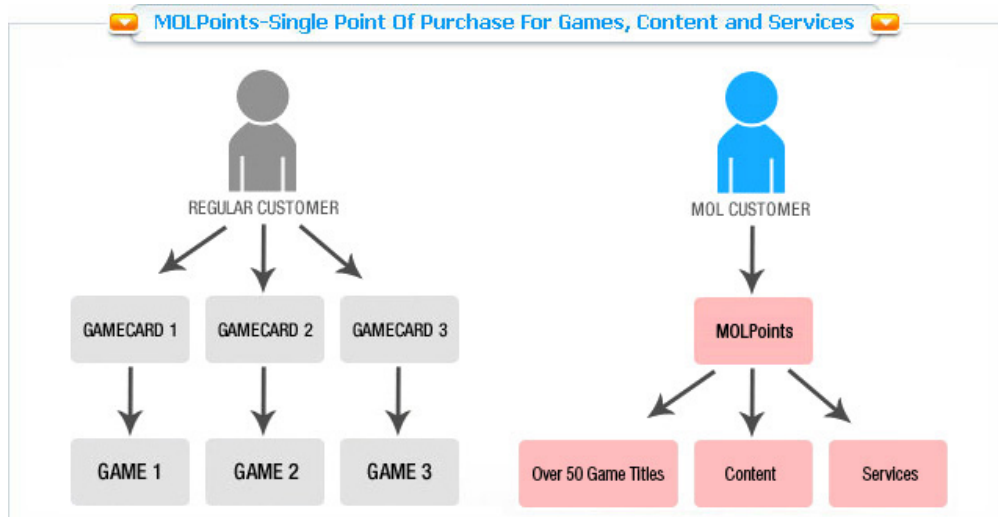 MOLPoints-Single Point Of Purchase For Games, Content and Services
REGULAR CUSTOMER
MOL CUSTOMER
GAMECARD 1
GAMECARD 2
GAMECARD 3
MOLPoints
GAME 1
GAME 2
GAME 3
Over 50 Game Titles
Content
Services